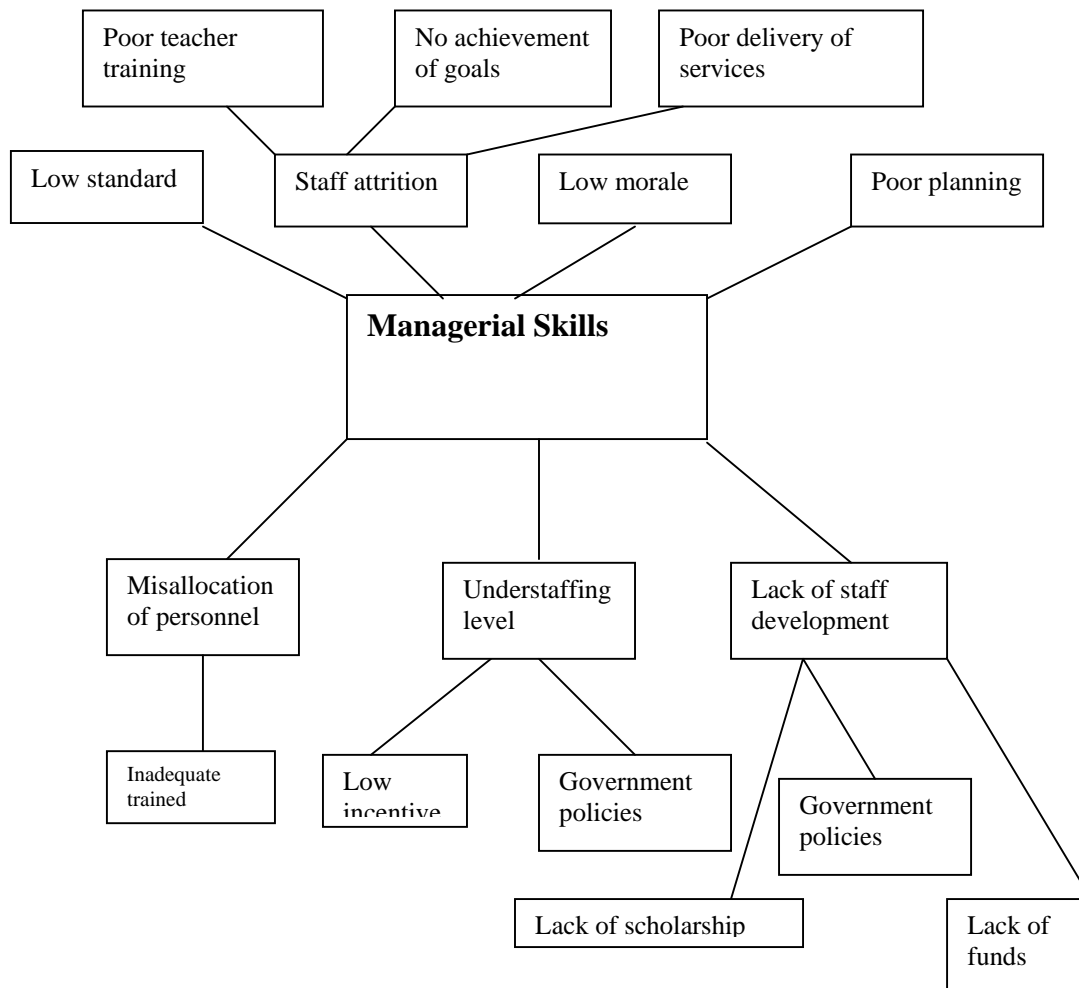 Poor teacher
training
No achievement
of goals
Poor delivery of
services
Low standard
Staff attrition
Low morale
Poor planning
Managerial Skills
Misallocation
of personnel
Understaffing
level
Lack of staff
development
Inadequate
trained
Low
incentive
Government
policies
Government
policies
Lack of scholarship
Lack of
funds